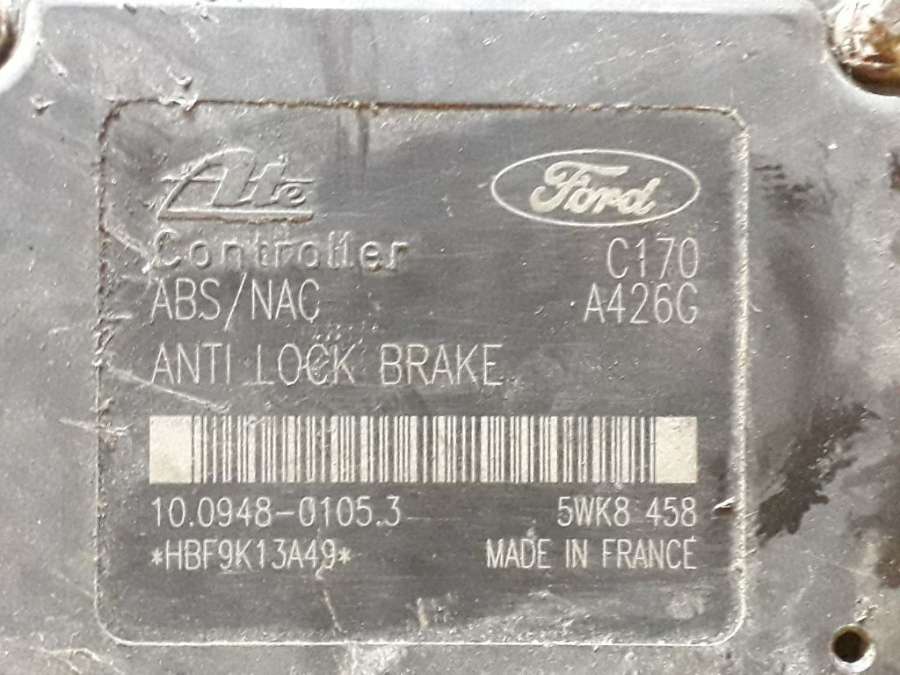 Ate Ford
Controller C170
ABS/NAC A426G
ANTI LOCK BRAKE
10.0948-0105.3 5WK8 458
*HBF9K13A49* MADE IN FRANCE